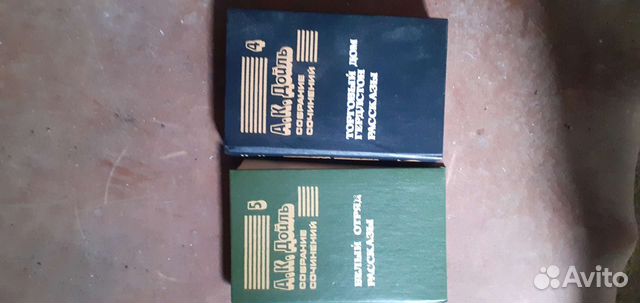 4
А.К. Дойль
СОБРАНИЕ
СОЧИНЕНИЙ
ТОРГОВЫЙ ДОМ
ГЕРДЛСТОН
РАССКАЗЫ
5
А.К. Дойль
СОБРАНИЕ
СОЧИНЕНИЙ
БЕЛЫЙ ОТРЯД
РАССКАЗЫ
Avito